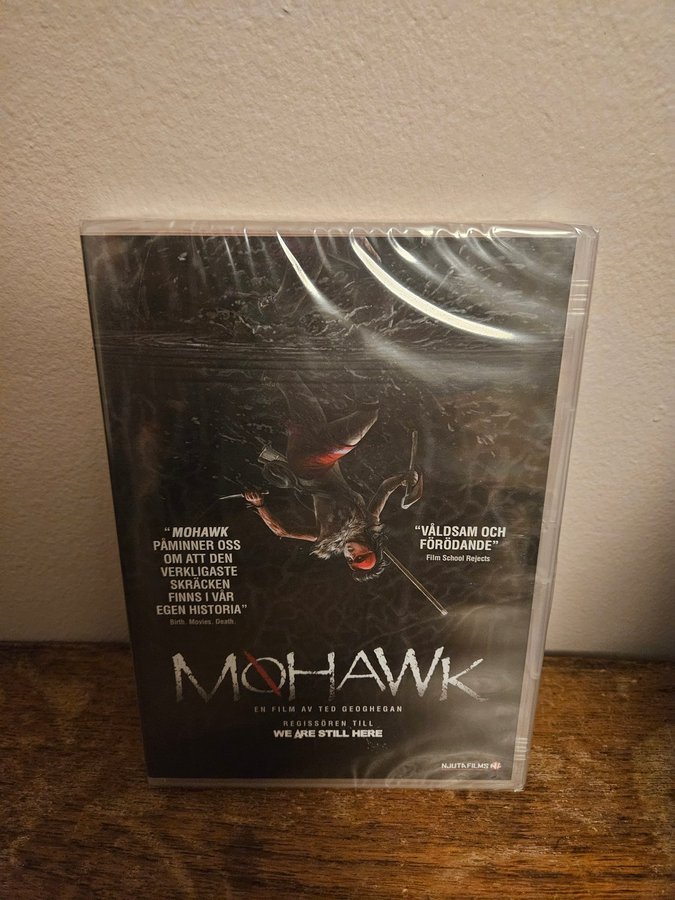 “MOHAWK
PÅMINNER OSS
OM ATT DEN
VERKLIGASTE
SKRÄCKEN
FINNS I VÅR
EGEN HISTORIA”
Birth. Movies. Death.
“VÅLDSAM OCH
FÖRÖDANDE”
Film School Rejects
MOHAWK
EN FILM AV TED GEOGHEGAN
REGISSÖREN TILL
WE ARE STILL HERE
NJUTAFILMS